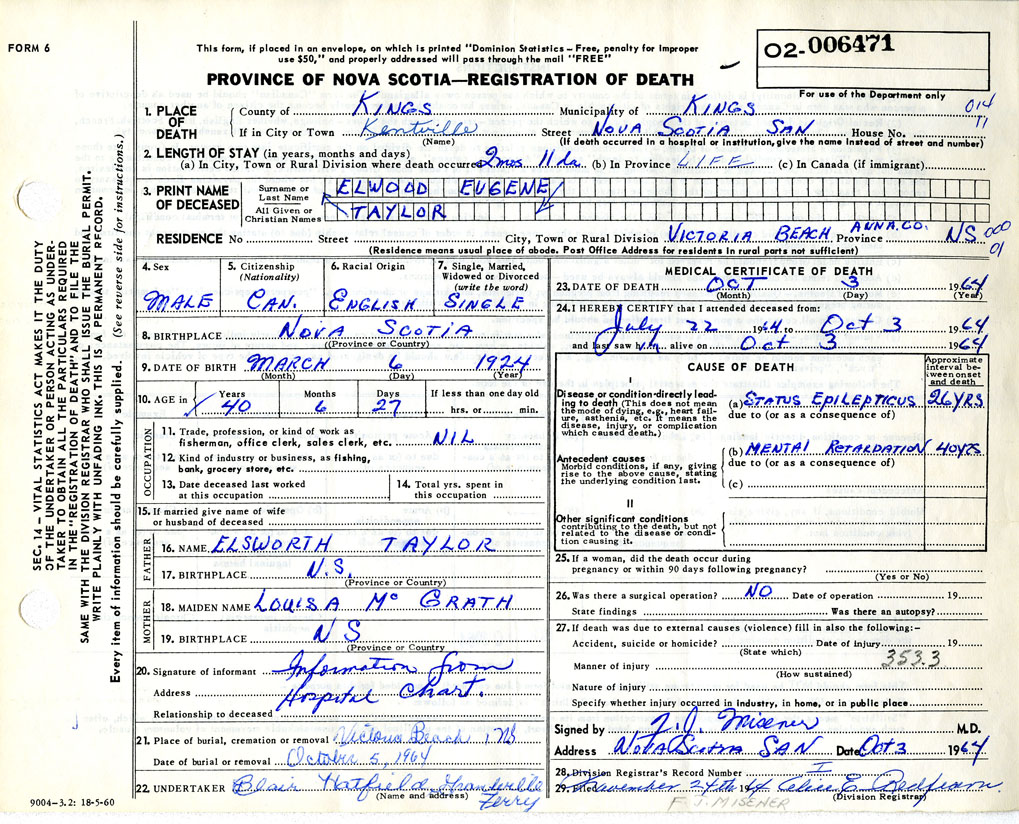 FORM 6
This form, if placed in an envelope, on which is printed "Dominion Statistics – Free, penalty for improper
use $50," and properly addressed will pass through the mail "FREE"
02-006471
PROVINCE OF NOVA SCOTIA—REGISTRATION OF DEATH
For use of the Department only
014
T1
1. PLACE OF DEATH
County of KINGS Municipality of KINGS
If in City or Town Kentville Street NOVA SCOTIA SAN House No.
(Name) (If death occurred in a hospital or institution, give the name instead of street and number)
2. LENGTH OF STAY (in years, months and days)
(a) In City, Town or Rural Division where death occurred 2mos 11da (b) In Province LIFE (c) In Canada (if immigrant)
3. PRINT NAME OF DECEASED
Surname or Last Name ELWOOD EUGENE
All Given or Christian Names TAYLOR
RESIDENCE No Street City, Town or Rural Division VICTORIA BEACH ANNA.CO. Province NS
000
01
(Residence means usual place of abode. Post Office Address for residents in rural parts not sufficient)
4. Sex
MALE
5. Citizenship (Nationality)
CAN.
6. Racial Origin
ENGLISH
7. Single, Married, Widowed or Divorced (write the word)
SINGLE
8. BIRTHPLACE NOVA SCOTIA
(Province or Country)
9. DATE OF BIRTH MARCH 6 1924
(Month) (Day) (Year)
10. AGE in Years Months Days If less than one day old
40 6 27 hrs. or min.
OCCUPATION
11. Trade, profession, or kind of work as
fisherman, office clerk, sales clerk, etc. NIL
12. Kind of industry or business, as fishing,
bank, grocery store, etc.
13. Date deceased last worked
at this occupation
14. Total yrs. spent in
this occupation
15. If married give name of wife
or husband of deceased
FATHER
16. NAME ELSWORTH TAYLOR
17. BIRTHPLACE N.S.
(Province or Country)
MOTHER
18. MAIDEN NAME LOUISA McGRATH
19. BIRTHPLACE NS
(Province or Country
20. Signature of informant Information from
Address Hospital Chart.
Relationship to deceased
21. Place of burial, cremation or removal Victoria Beach, NS
Date of burial or removal October 5, 1964
22. UNDERTAKER Blair Hatfield Granville
(Name and address) Ferry
MEDICAL CERTIFICATE OF DEATH
23. DATE OF DEATH OCT 3 1964
(Month) (Day) (Year)
24. I HEREBY CERTIFY that I attended deceased from:
July 22 1964 to Oct 3 1964
and last saw him alive on Oct 3 1964
CAUSE OF DEATH
Approximate interval between onset and death
I
Disease or condition directly leading to death (This does not mean the mode of dying, e.g., heart failure, asthenia, etc. It means the disease, injury, or complication which caused death.)
(a) STATUS EPILEPTICUS 26YRS
due to (or as a consequence of)
Antecedent causes
Morbid conditions, if any, giving rise to the above cause, stating the underlying condition last.
(b) MENTAL RETARDATION 40YRS
due to (or as a consequence of)
(c)
II
Other significant conditions
contributing to the death, but not related to the disease or condition causing it.
25. If a woman, did the death occur during
pregnancy or within 90 days following pregnancy?
(Yes or No)
26. Was there a surgical operation? NO Date of operation 19
State findings Was there an autopsy?
27. If death was due to external causes (violence) fill in also the following:–
Accident, suicide or homicide? Date of injury 19
(State which) 353.3
Manner of injury
(How sustained)
Nature of injury
Specify whether injury occurred in industry, in home, or in public place
Signed by F.J. Misener M.D.
Address NOVA SCOTIA SAN Date Oct 3 1964
28. Division Registrar's Record Number I
29. Filed November 24th 1964
(Division Registrar)
F J. MISENER
SEC. 14 – VITAL STATISTICS ACT MAKES IT THE DUTY
OF THE UNDERTAKER OR PERSON ACTING AS UNDER-
TAKER TO OBTAIN ALL THE PARTICULARS REQUIRED
IN THE "REGISTRATION OF DEATH" AND TO FILE THE
SAME WITH THE DIVISION REGISTRAR WHO SHALL ISSUE THE BURIAL PERMIT.
WRITE PLAINLY WITH UNFADING INK. THIS IS A PERMANENT RECORD.
Every item of information should be carefully supplied. (See reverse side for instructions.)
9004–3.2: 18-5-60